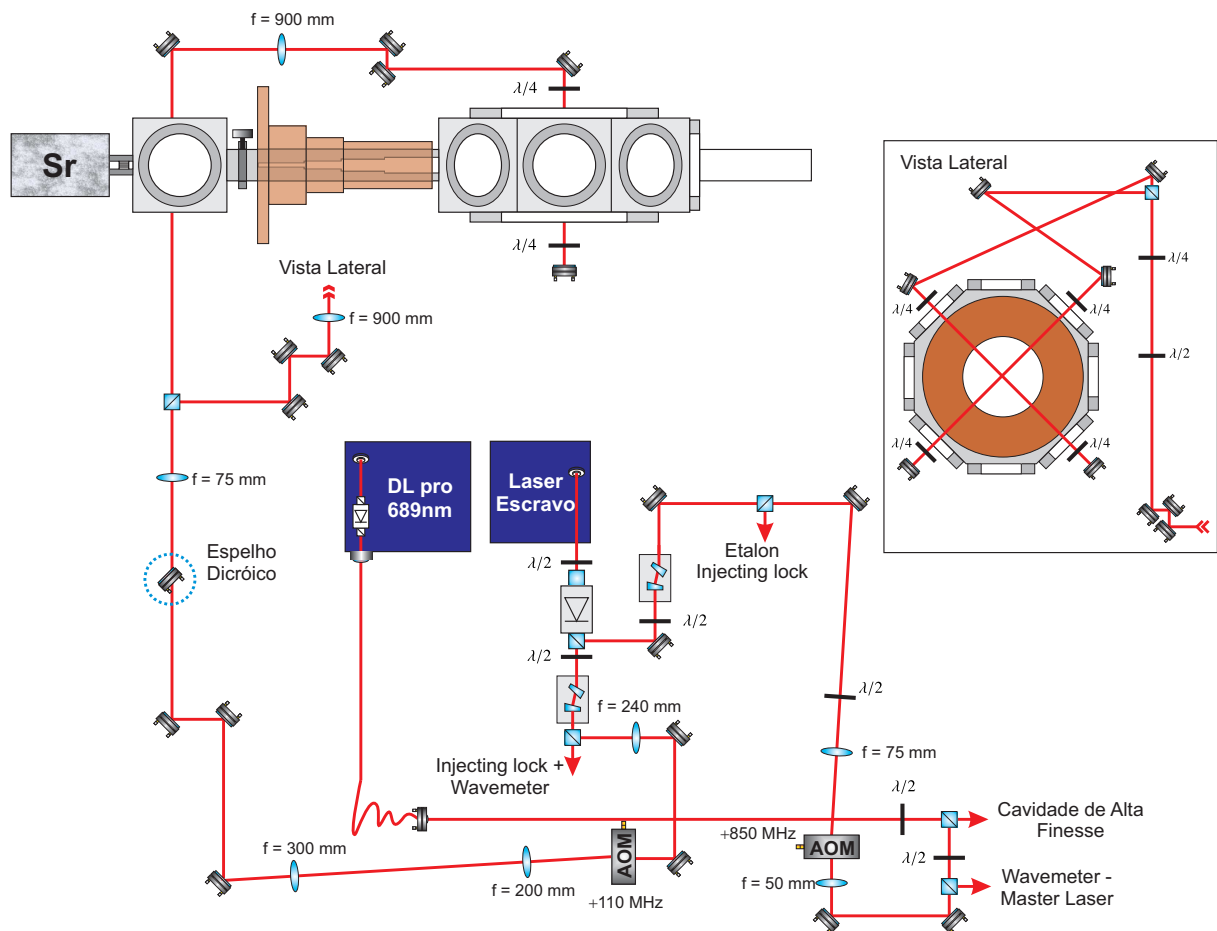 f = 900 mm
λ/4
Sr
λ/4
Vista Lateral
f = 900 mm
f = 75 mm
Espelho
Dicróico
DL pro
689nm
Laser
Escravo
λ/2
λ/2
λ/2
Etalon
Injecting lock
f = 240 mm
Injecting lock +
Wavemeter
λ/2
f = 75 mm
λ/2
+850 MHz
AOM
Cavidade de Alta
Finesse
λ/2
f = 50 mm
Wavemeter -
Master Laser
f = 300 mm
f = 200 mm
AOM
+110 MHz
Vista Lateral
λ/4
λ/4
λ/4
λ/2
λ/4
λ/4